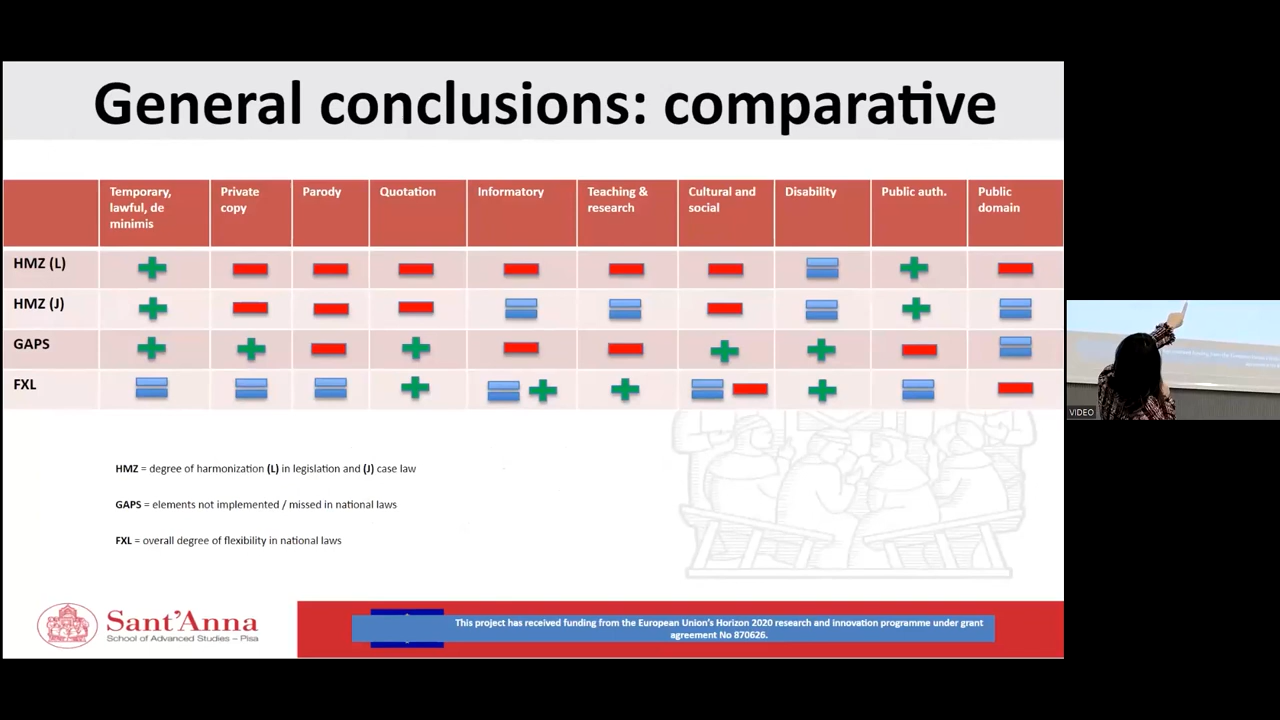 General conclusions: comparative
Temporary, lawful, de minimis
Private copy
Parody
Quotation
Informatory
Teaching & research
Cultural and social
Disability
Public auth.
Public domain
HMZ (L)
HMZ (J)
GAPS
FXL
HMZ = degree of harmonization (L) in legislation and (J) case law
GAPS = elements not implemented / missed in national laws
FXL = overall degree of flexibility in national laws
Sant'Anna
School of Advanced Studies – Pisa
This project has received funding from the European Union's Horizon 2020 research and innovation programme under grant
agreement No 870626.
VIDEO